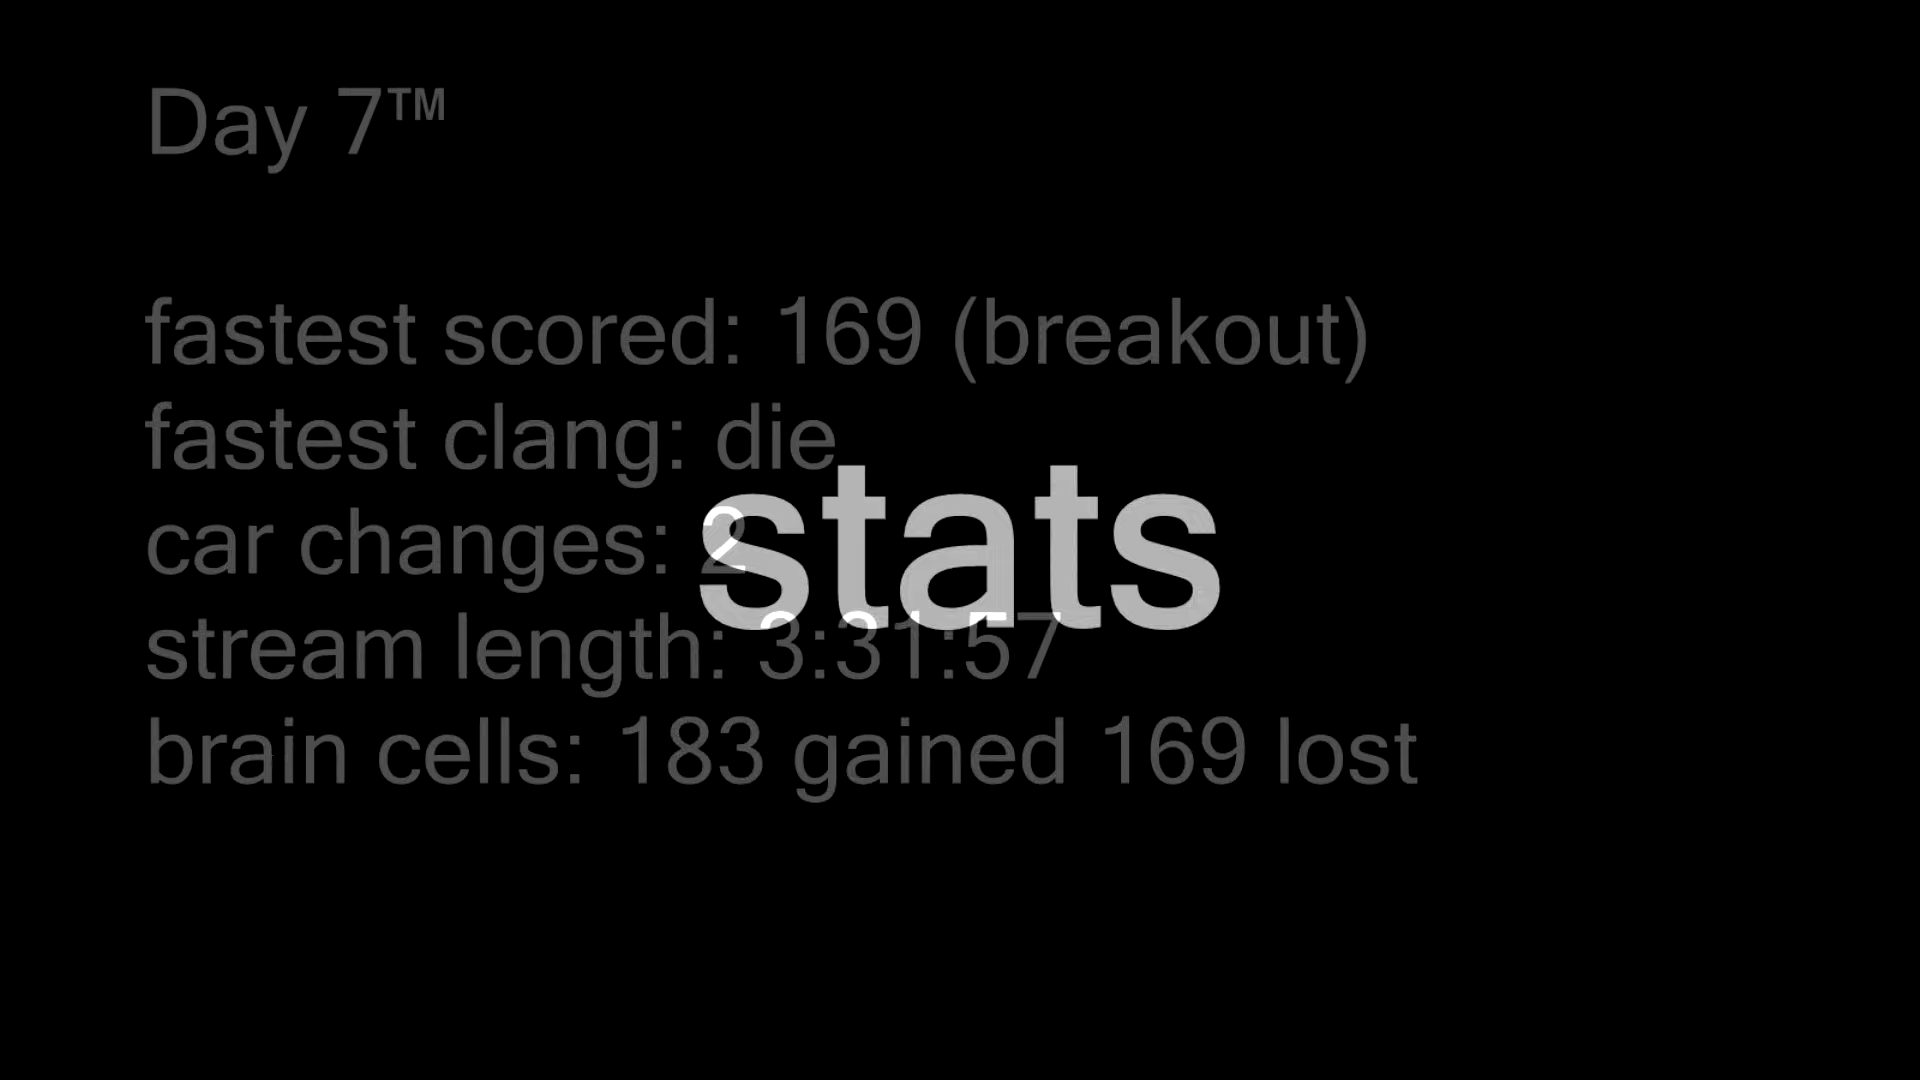 Day 7™
fastest scored: 169 (breakout)
fastest clang: die
stats
car changes: 2
stream length: 3:31:57
brain cells: 183 gained 169 lost